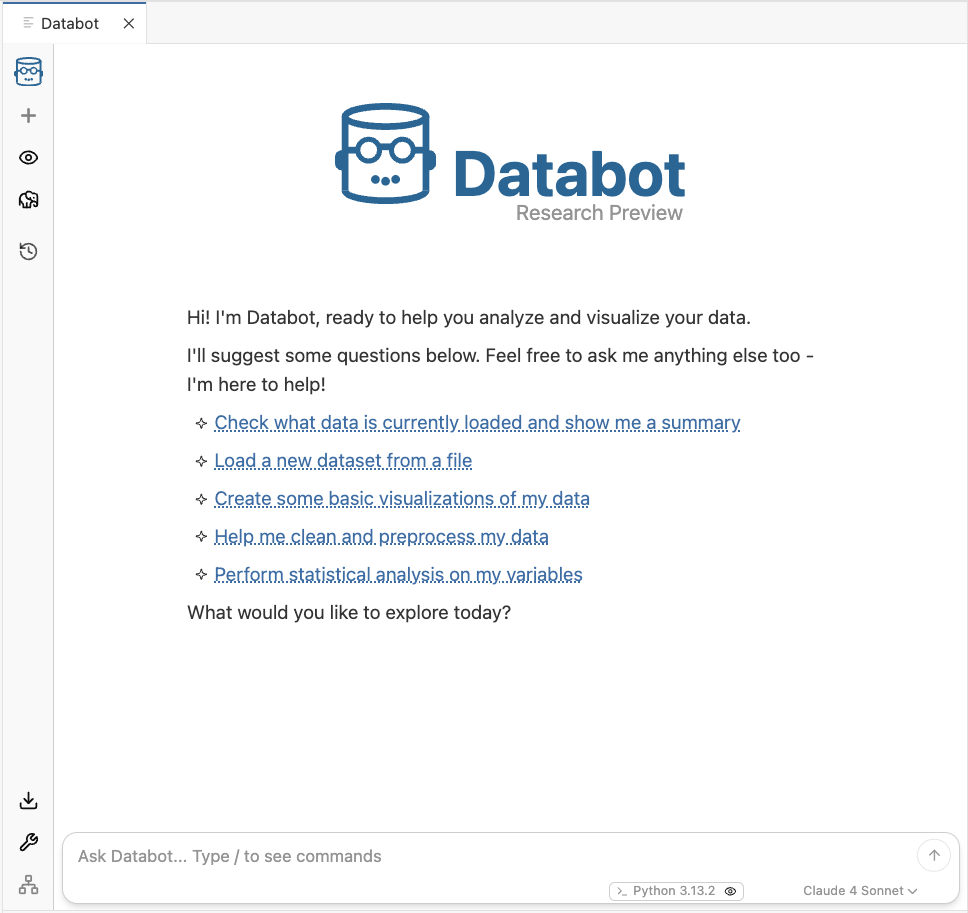 Databot
Databot
Research Preview
Hi! I'm Databot, ready to help you analyze and visualize your data.
I'll suggest some questions below. Feel free to ask me anything else too -
I'm here to help!
Check what data is currently loaded and show me a summary
Load a new dataset from a file
Create some basic visualizations of my data
Help me clean and preprocess my data
Perform statistical analysis on my variables
What would you like to explore today?
Ask Databot... Type / to see commands
Python 3.13.2
Claude 4 Sonnet